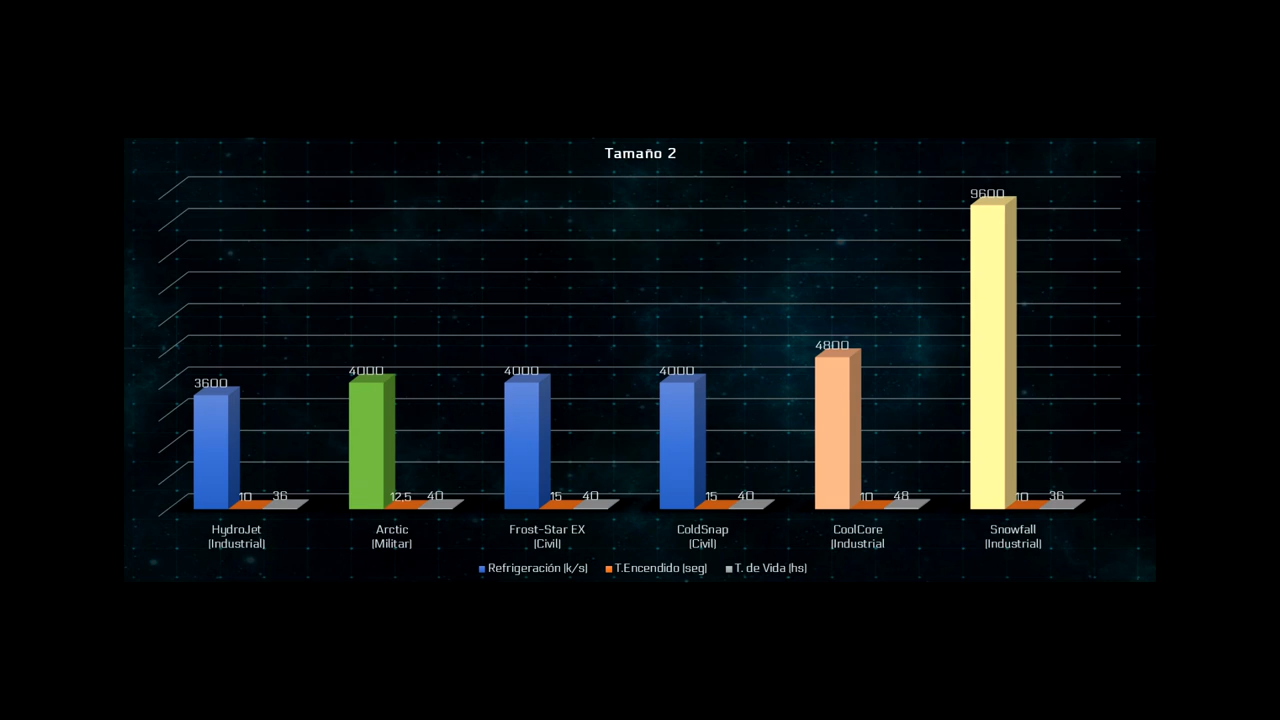 Tamaño 2
9600
4800
4000
4000
4000
3600
10 36
12,5 40
15 40
15 40
10 48
10 36
HydroJet
(Industrial)
Arctic
(Militar)
Frost-Star EX
(Civil)
ColdSnap
(Civil)
CoolCore
(Industrial
Snowfall
(Industrial)
Refrigeración (k/s) T.Encendido (seg) T. de Vida (hs)